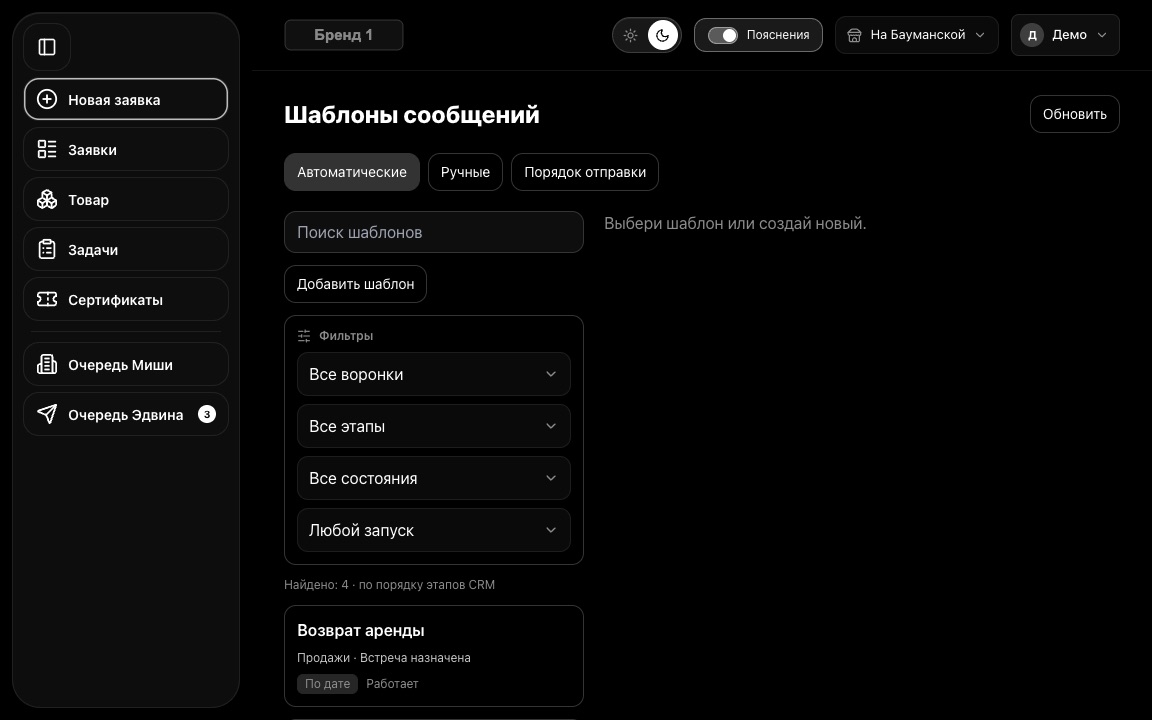 Новая заявка
Заявки
Товар
Задачи
Сертификаты
Очередь Миши
Очередь Эдвина 3
Бренд 1
Пояснения
На Бауманской
Д Демо
Шаблоны сообщений
Обновить
Автоматические Ручные Порядок отправки
Поиск шаблонов
Добавить шаблон
Фильтры
Все воронки
Все этапы
Все состояния
Любой запуск
Найдено: 4 · по порядку этапов CRM
Возврат аренды
Продажи · Встреча назначена
По дате Работает
Выбери шаблон или создай новый.